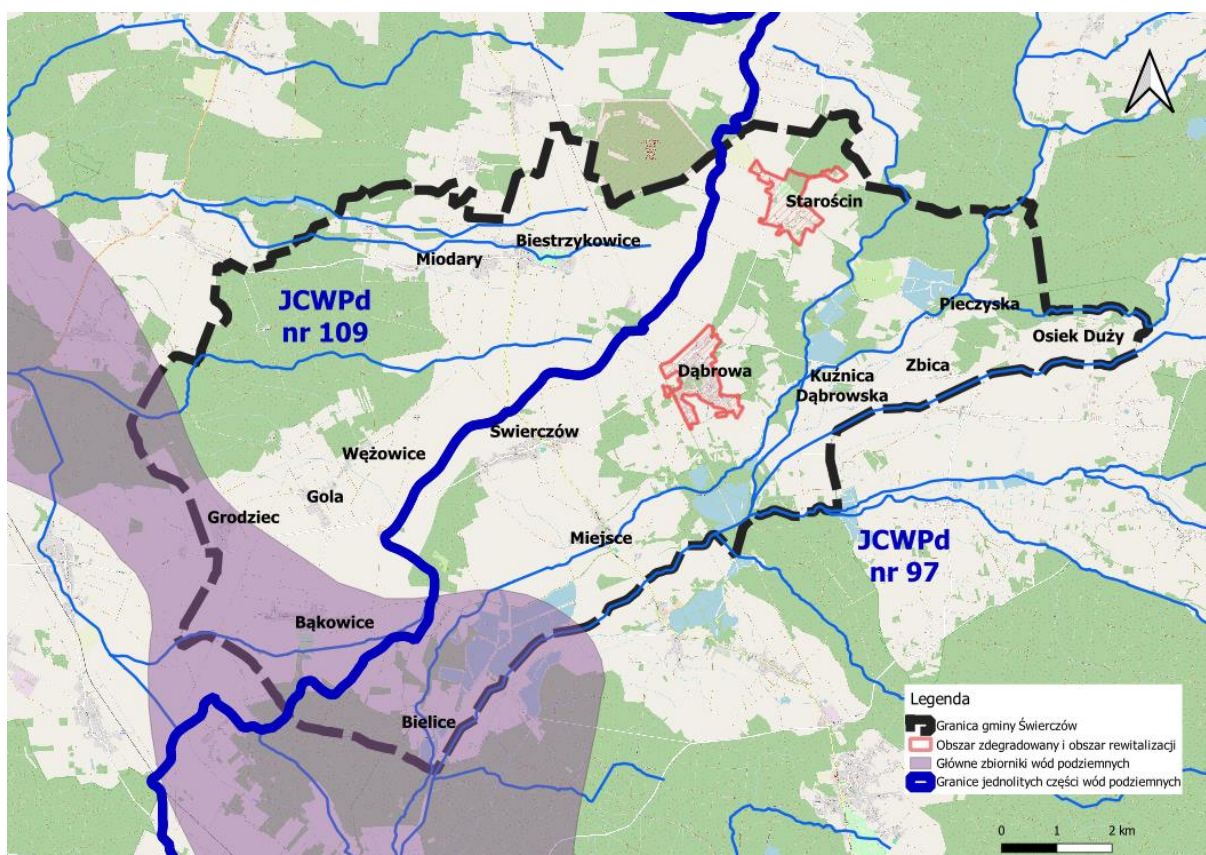 Starościn
Biestrzykowice
Miodary
JCWPd
nr 109
Pieczyska
Osiek Duży
Dąbrowa
Zbica
Kuźnica
Dąbrowska
Świerczów
Wężowice
Gola
Grodziec
Miejsce
JCWPd
nr 97
Bąkowice
Bielice
Legenda
Granica gminy Świerczów
Obszar zdegradowany i obszar rewitalizacji
Główne zbiorniki wód podziemnych
Granice jednolitych części wód podziemnych
0 1 2 km